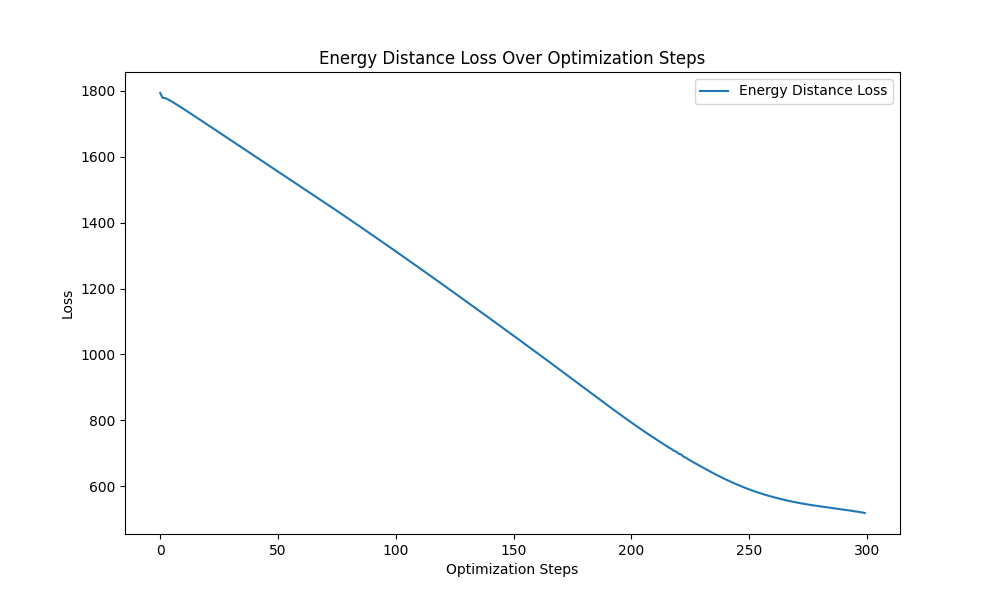 Energy Distance Loss Over Optimization Steps
Energy Distance Loss
Loss
1800
1600
1400
1200
1000
800
600
0 50 100 150 200 250 300
Optimization Steps